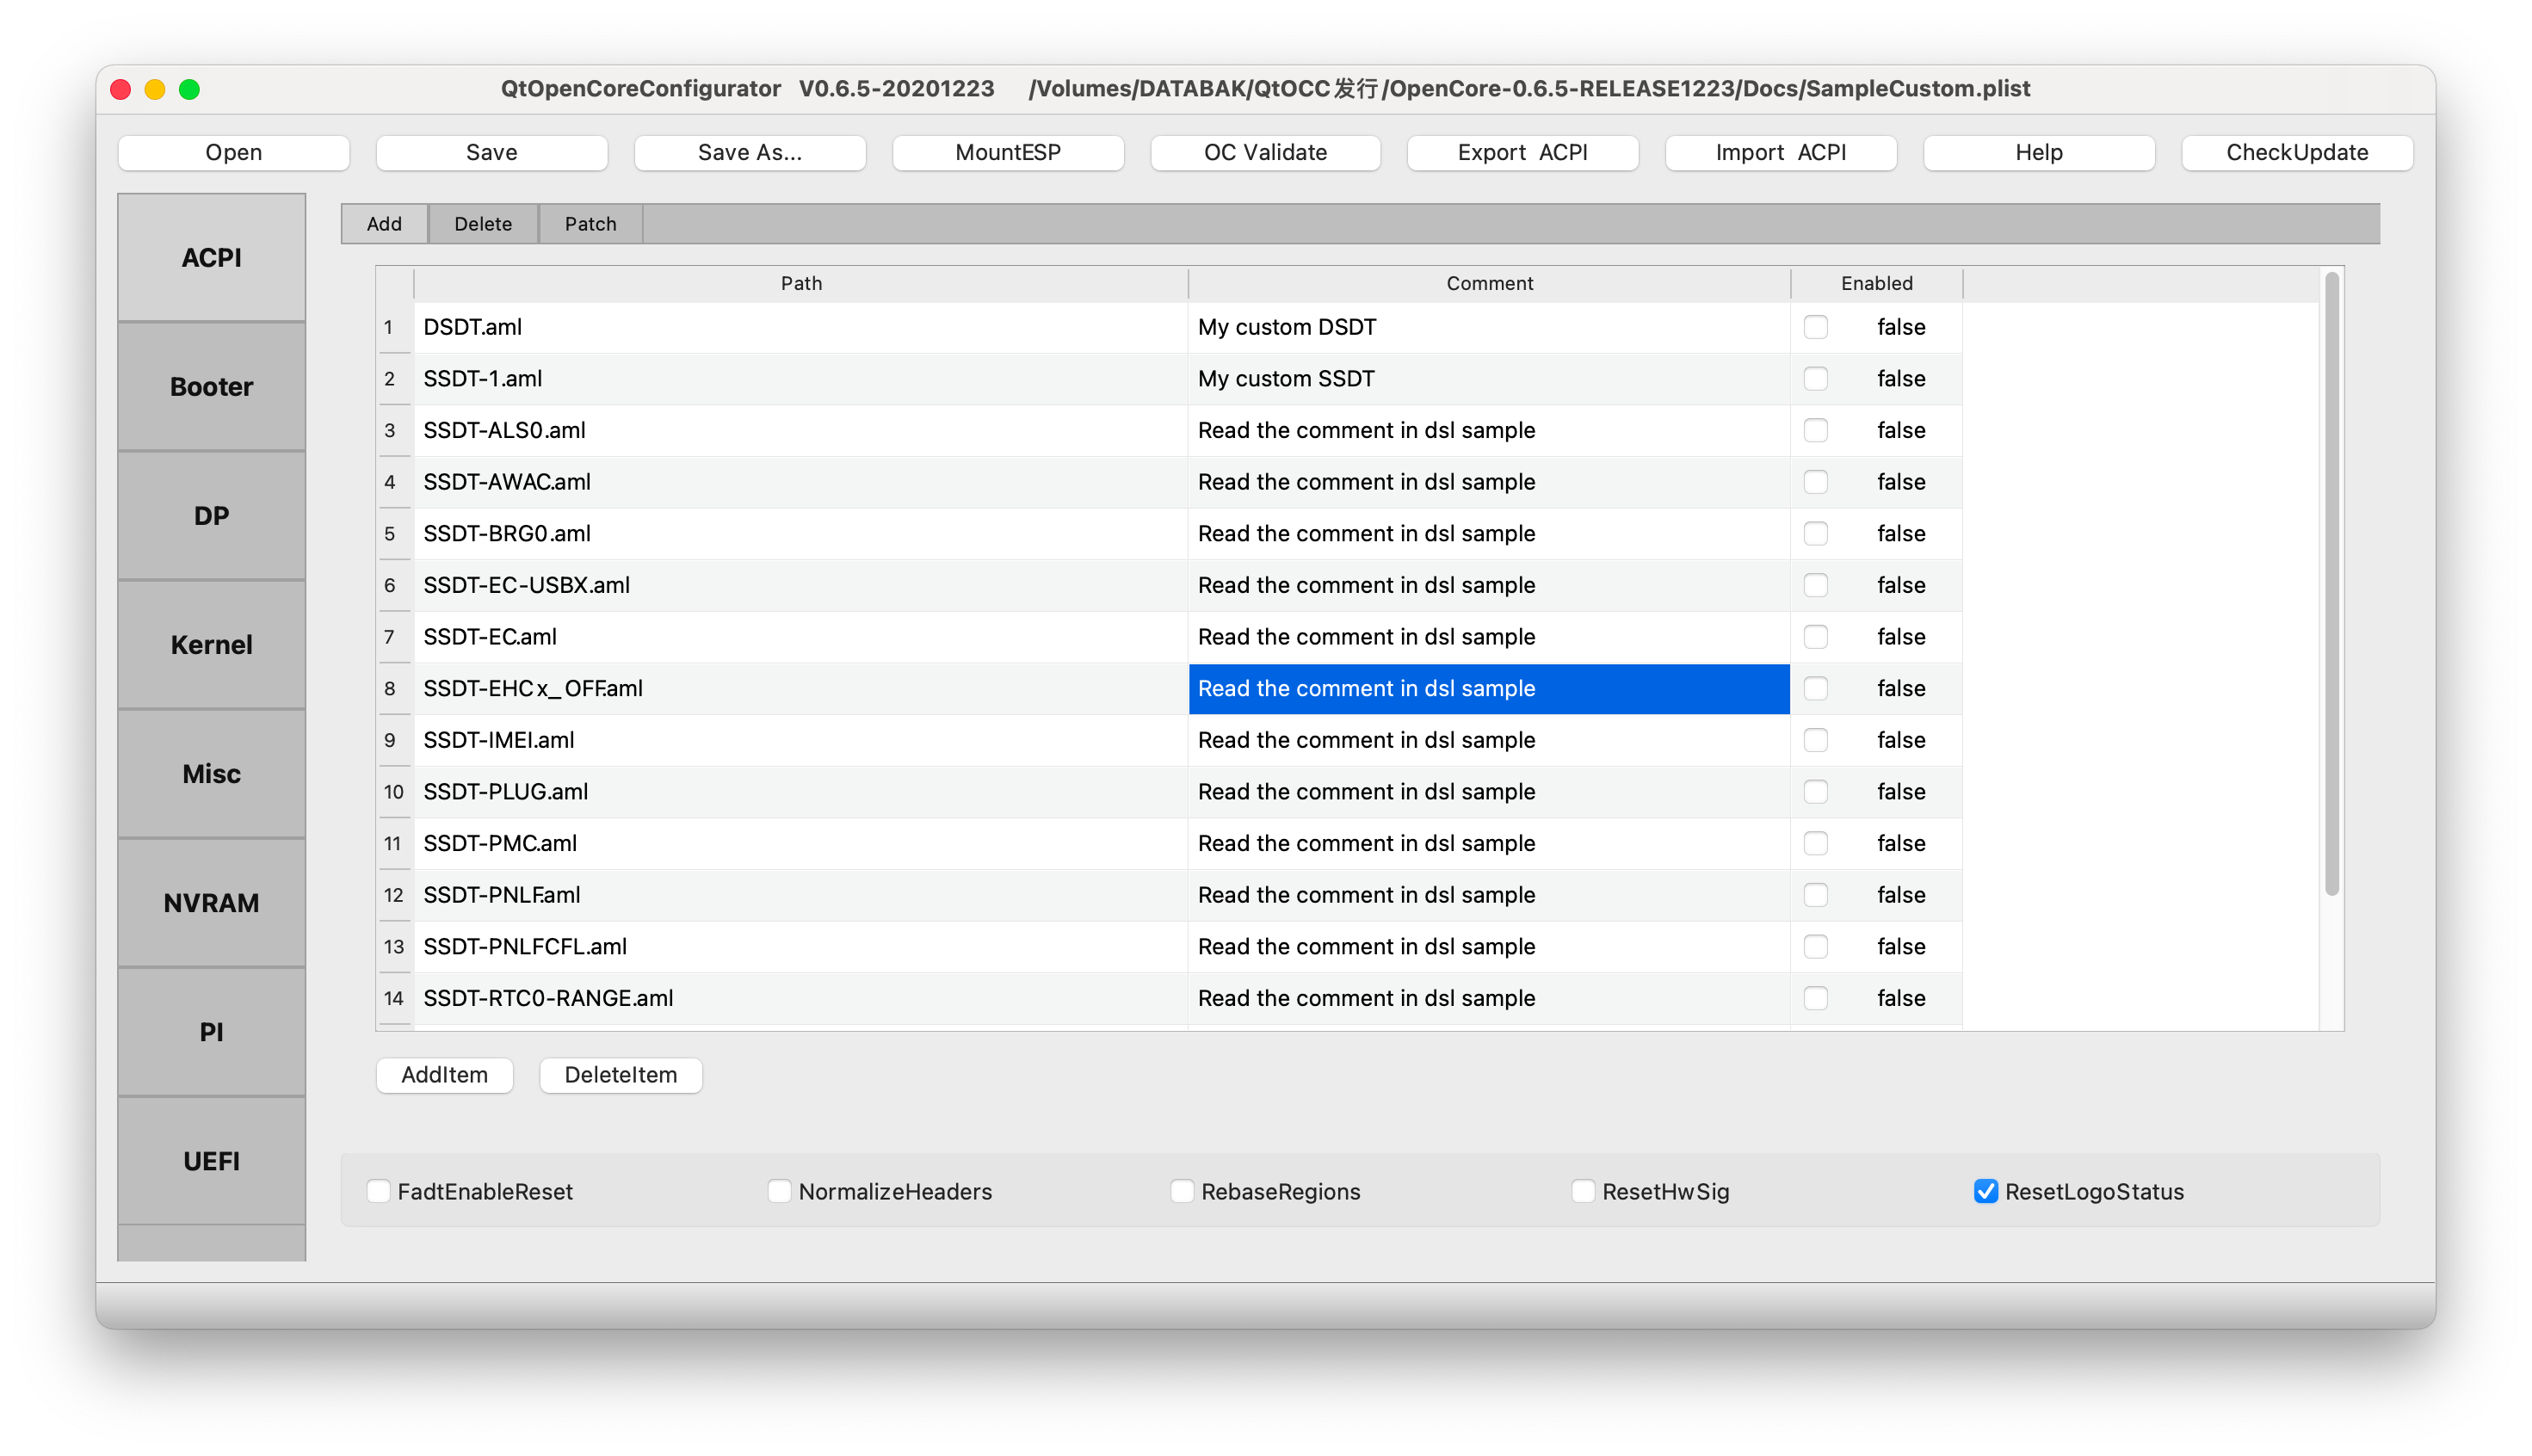 QtOpenCoreConfigurator V0.6.5-20201223 /Volumes/DATABAK/QtOCC发行/OpenCore-0.6.5-RELEASE1223/Docs/SampleCustom.plist
Open Save Save As... MountESP OC Validate Export ACPI Import ACPI Help CheckUpdate
ACPI
Booter
DP
Kernel
Misc
NVRAM
PI
UEFI
Add Delete Patch
Path Comment Enabled
1 DSDT.aml My custom DSDT false
2 SSDT-1.aml My custom SSDT false
3 SSDT-ALS0.aml Read the comment in dsl sample false
4 SSDT-AWAC.aml Read the comment in dsl sample false
5 SSDT-BRG0.aml Read the comment in dsl sample false
6 SSDT-EC-USBX.aml Read the comment in dsl sample false
7 SSDT-EC.aml Read the comment in dsl sample false
8 SSDT-EHCx_OFF.aml Read the comment in dsl sample false
9 SSDT-IMEI.aml Read the comment in dsl sample false
10 SSDT-PLUG.aml Read the comment in dsl sample false
11 SSDT-PMC.aml Read the comment in dsl sample false
12 SSDT-PNLF.aml Read the comment in dsl sample false
13 SSDT-PNLFCFL.aml Read the comment in dsl sample false
14 SSDT-RTC0-RANGE.aml Read the comment in dsl sample false
AddItem DeleteItem
FadtEnableReset NormalizeHeaders RebaseRegions ResetHwSig ResetLogoStatus